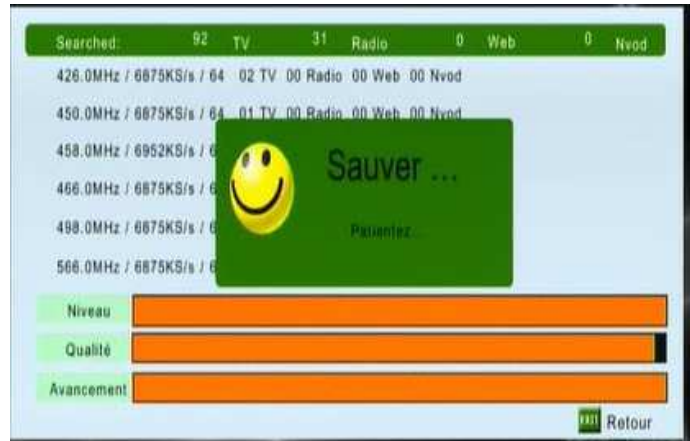 Searched: 92 TV 31 Radio 0 Web 0 Nvod
426.0MHz / 6875KS/s / 64 02 TV 00 Radio 00 Web 00 Nvod
450.0MHz / 6875KS/s / 64 01 TV 00 Radio 00 Web 00 Nvod
458.0MHz / 6952KS/s / 6
466.0MHz / 6875KS/s / 6
498.0MHz / 6875KS/s / 6
566.0MHz / 6875KS/s / 6
Sauver ...
Patientez...
Niveau
Qualité
Avancement
EXIT Retour